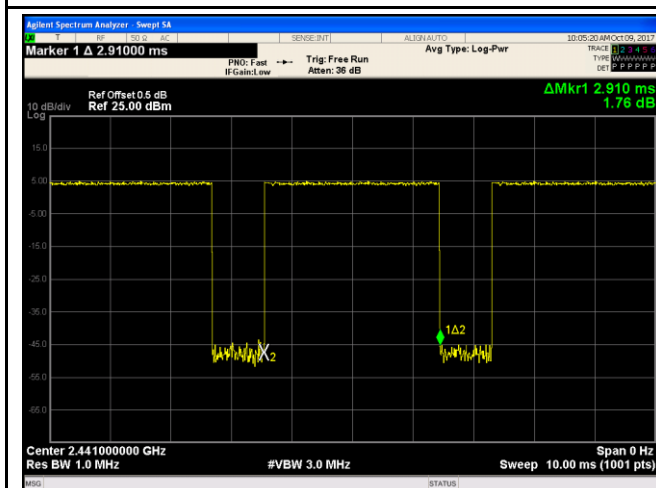 Agilent Spectrum Analyzer - Swept SA
T RF 50 Ω AC SENSE:INT ALIGN AUTO 10:05:20 AM Oct 09, 2017
Marker 1 Δ 2.91000 ms
PNO: Fast
IFGain:Low
Trig: Free Run
Atten: 36 dB
Avg Type: Log-Pwr
TRACE 1 2 3 4 5 6
TYPE
DET P P P P P P
ΔMkr1 2.910 ms
1.76 dB
Ref Offset 0.5 dB
10 dB/div Ref 25.00 dBm
Log
15.0
5.00
-5.00
-15.0
-25.0
-35.0
-45.0
-55.0
-65.0
1Δ2
X2
Center 2.441000000 GHz
Res BW 1.0 MHz
#VBW 3.0 MHz
Span 0 Hz
Sweep 10.00 ms (1001 pts)
MSG STATUS